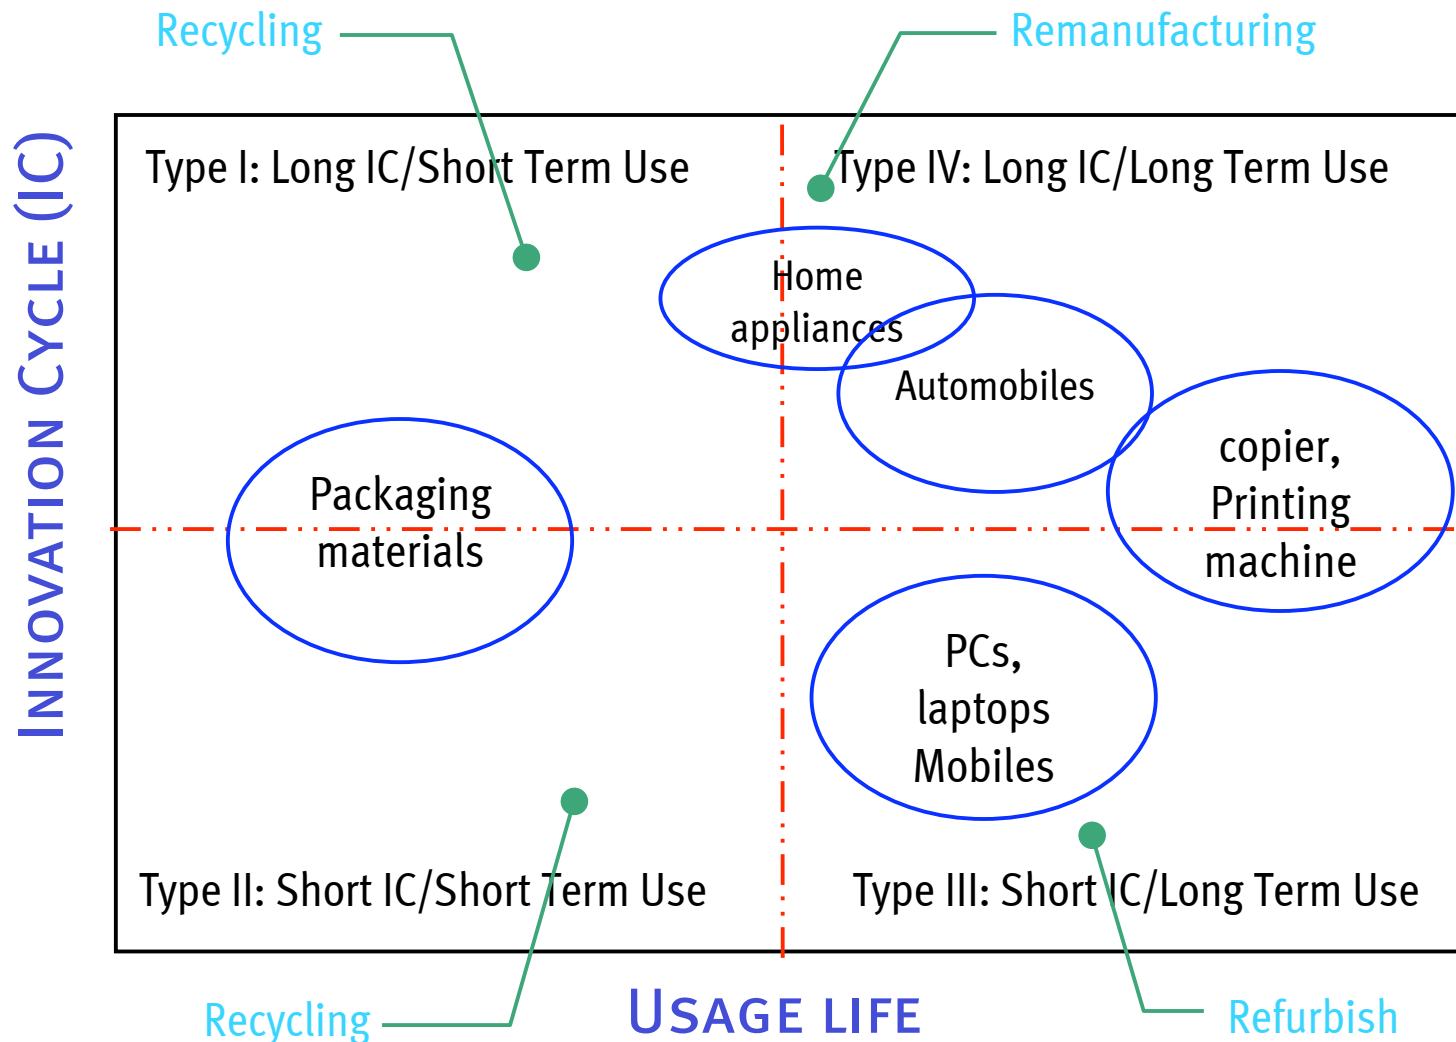 Recycling
Remanufacturing
INNOVATION CYCLE (IC)
Type I: Long IC/Short Term Use
Type IV: Long IC/Long Term Use
Home
appliances
Automobiles
copier,
Printing
machine
Packaging
materials
PCs,
laptops
Mobiles
Type II: Short IC/Short Term Use
Type III: Short IC/Long Term Use
Recycling
USAGE LIFE
Refurbish